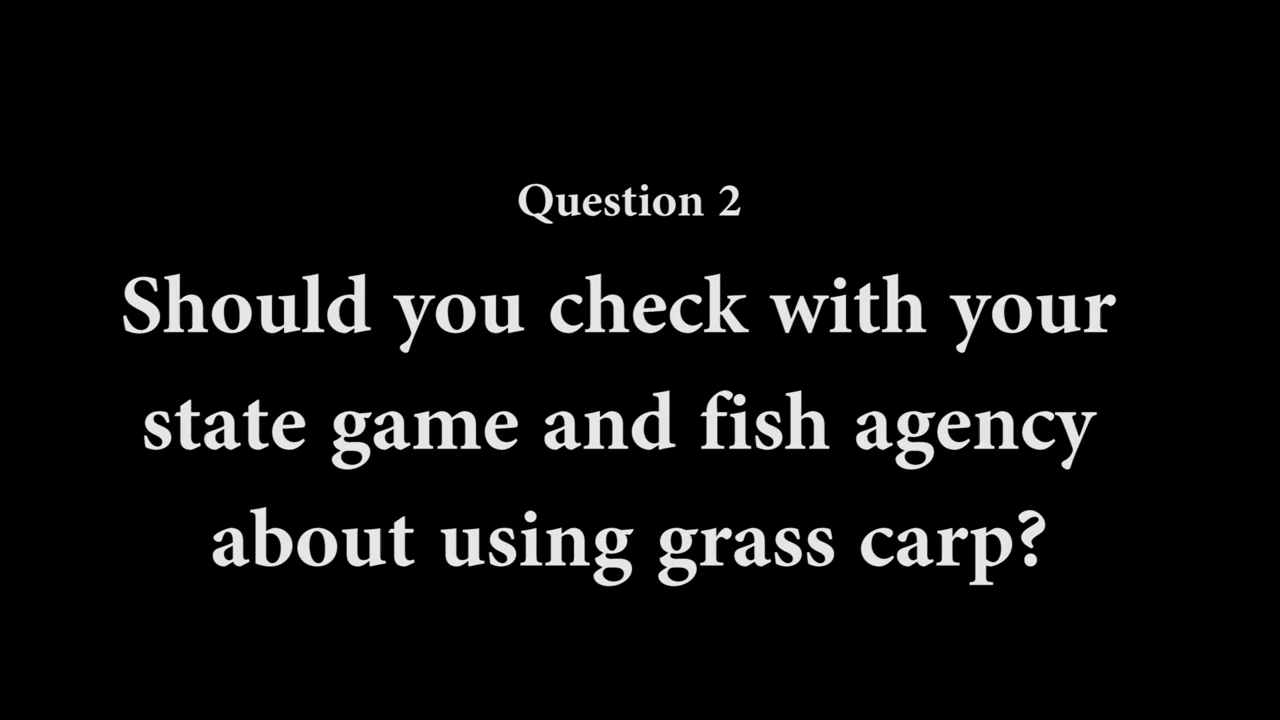 Question 2
Should you check with your
state game and fish agency
about using grass carp?